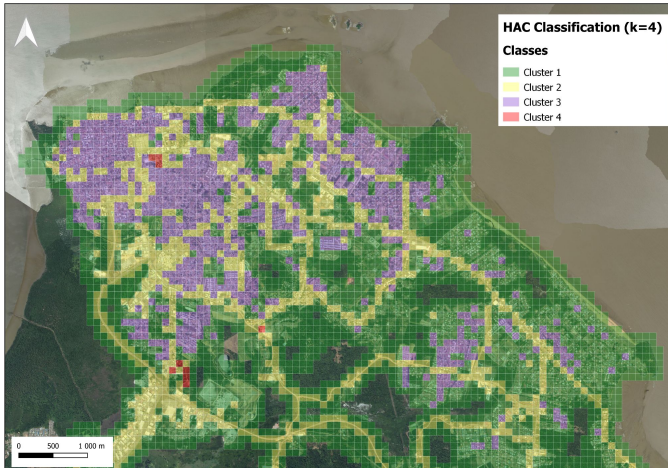 HAC Classification (k=4)
Classes
Cluster 1
Cluster 2
Cluster 3
Cluster 4
0 500 1 000 m